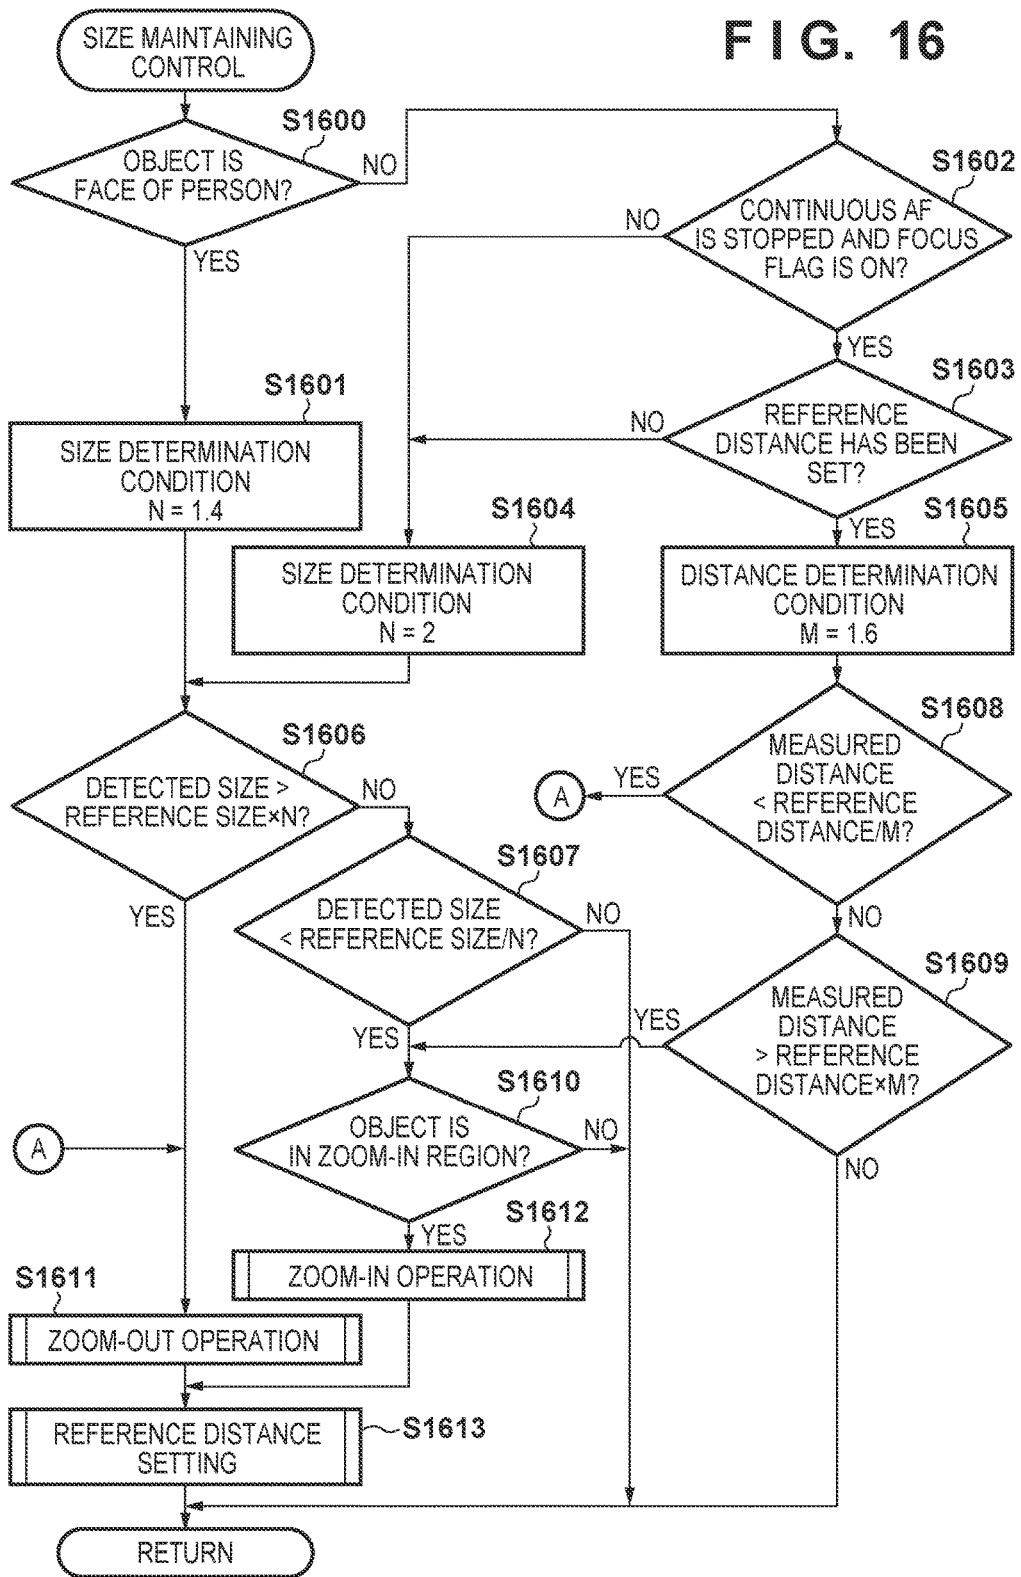 FIG. 16
SIZE MAINTAINING
CONTROL
S1600
OBJECT IS
FACE OF PERSON?
NO
YES
S1602
CONTINUOUS AF
IS STOPPED AND FOCUS
FLAG IS ON?
NO
YES
S1601
SIZE DETERMINATION
CONDITION
N = 1.4
S1603
REFERENCE
DISTANCE HAS BEEN
SET?
NO
YES
S1604
SIZE DETERMINATION
CONDITION
N = 2
S1605
DISTANCE DETERMINATION
CONDITION
M = 1.6
S1606
DETECTED SIZE >
REFERENCE SIZE×N?
NO
YES
S1608
MEASURED
DISTANCE
< REFERENCE
DISTANCE/M?
YES
A
NO
S1607
DETECTED SIZE
< REFERENCE SIZE/N?
NO
YES
S1609
MEASURED
DISTANCE
> REFERENCE
DISTANCE×M?
YES
NO
S1610
OBJECT IS
IN ZOOM-IN REGION?
NO
YES
A
S1612
ZOOM-IN OPERATION
S1611
ZOOM-OUT OPERATION
S1613
REFERENCE DISTANCE
SETTING
RETURN